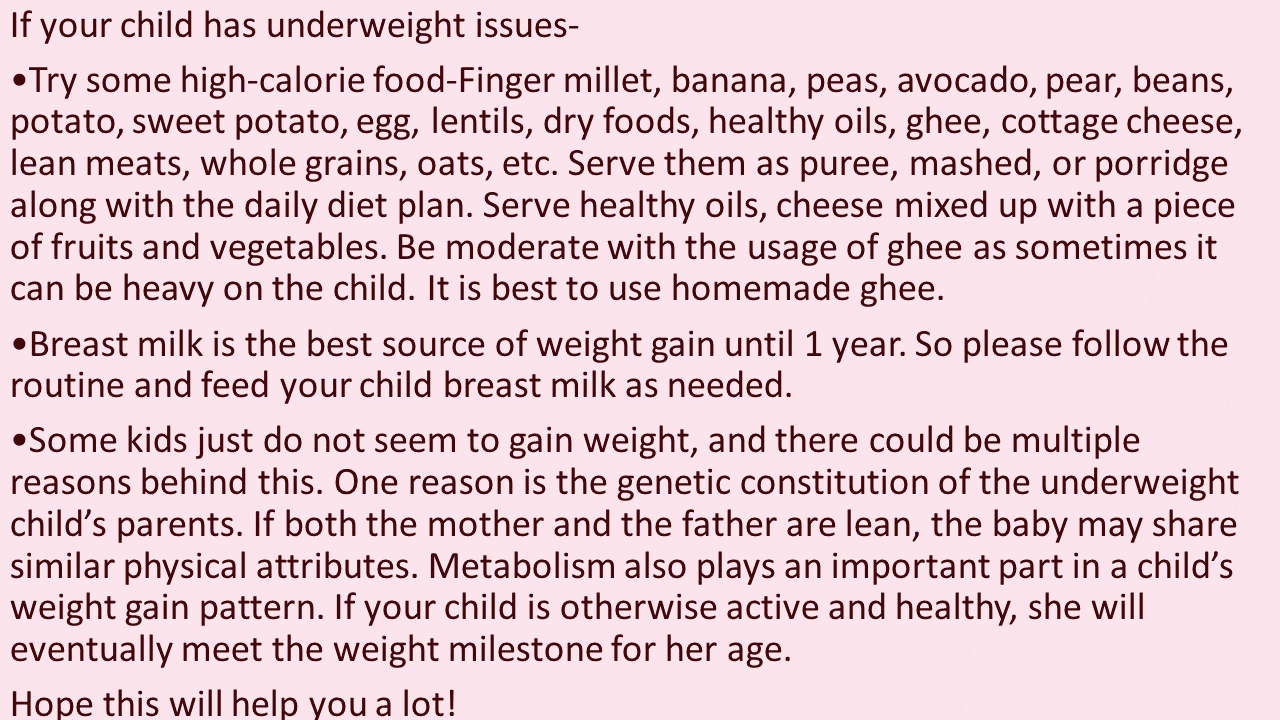 If your child has underweight issues-
•Try some high-calorie food-Finger millet, banana, peas, avocado, pear, beans,
potato, sweet potato, egg, lentils, dry foods, healthy oils, ghee, cottage cheese,
lean meats, whole grains, oats, etc. Serve them as puree, mashed, or porridge
along with the daily diet plan. Serve healthy oils, cheese mixed up with a piece
of fruits and vegetables. Be moderate with the usage of ghee as sometimes it
can be heavy on the child. It is best to use homemade ghee.
•Breast milk is the best source of weight gain until 1 year. So please follow the
routine and feed your child breast milk as needed.
•Some kids just do not seem to gain weight, and there could be multiple
reasons behind this. One reason is the genetic constitution of the underweight
child’s parents. If both the mother and the father are lean, the baby may share
similar physical attributes. Metabolism also plays an important part in a child’s
weight gain pattern. If your child is otherwise active and healthy, she will
eventually meet the weight milestone for her age.
Hope this will help you a lot!